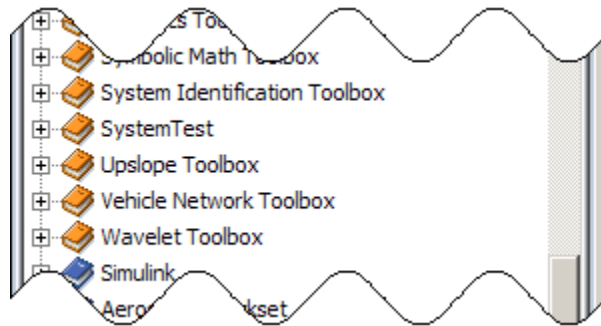 Symbolic Math Toolbox
System Identification Toolbox
SystemTest
Upslope Toolbox
Vehicle Network Toolbox
Wavelet Toolbox
Simulink